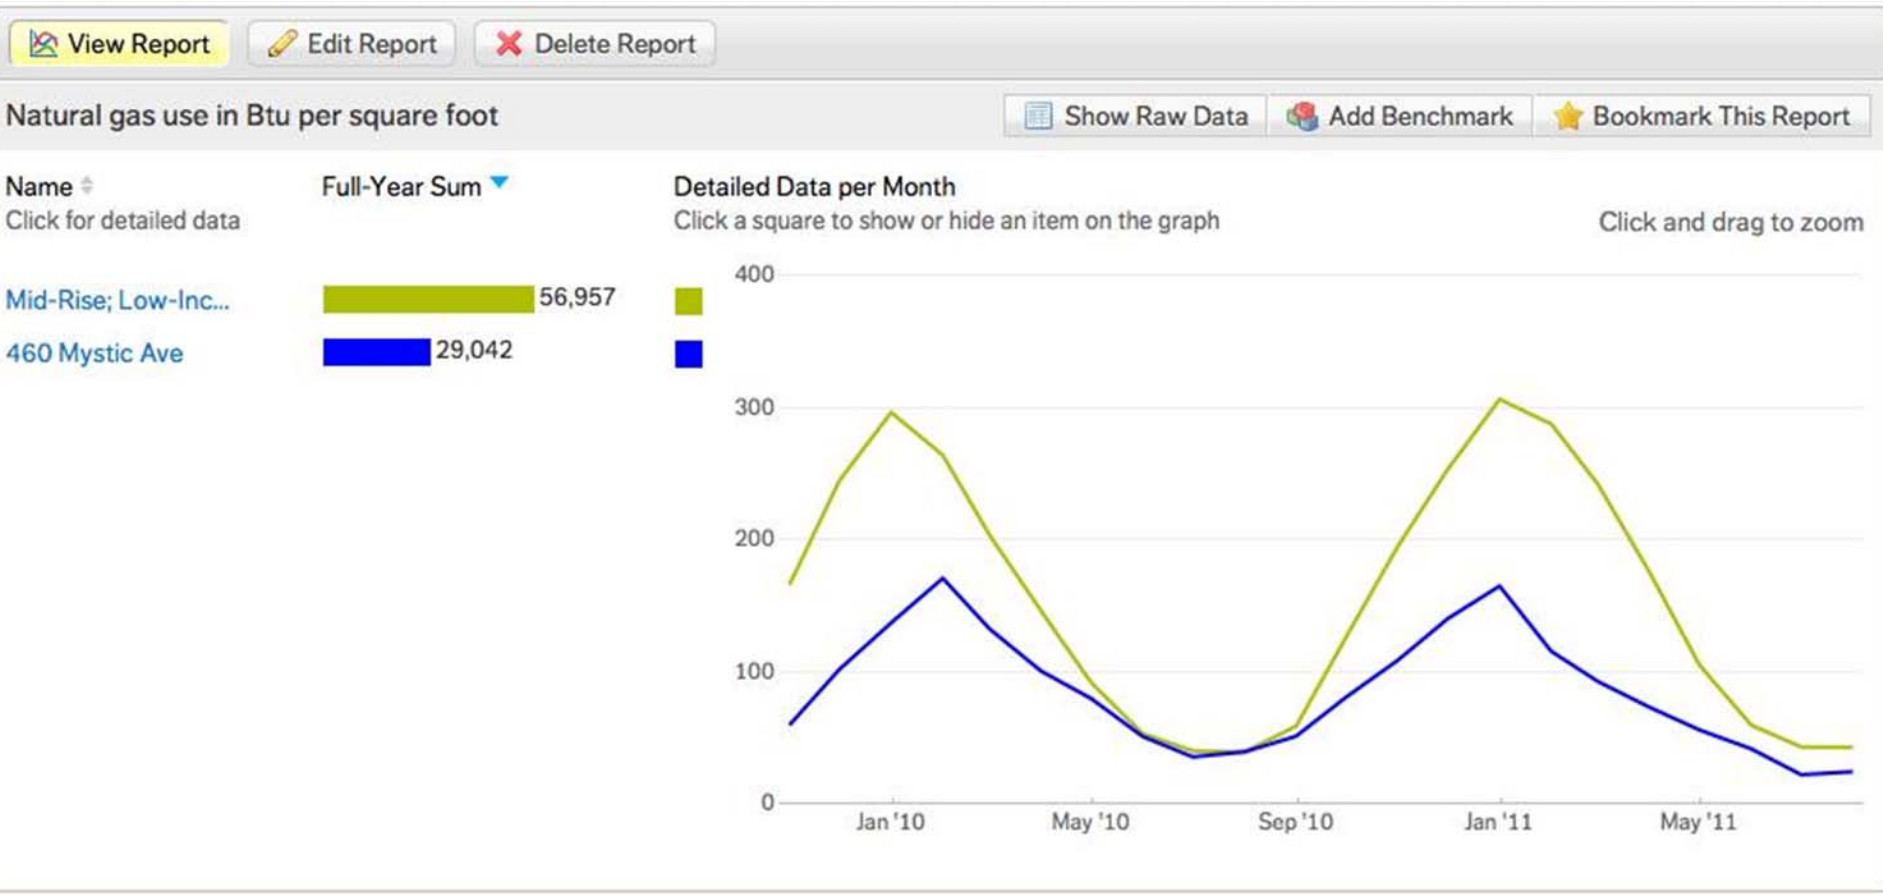 View Report Edit Report Delete Report
Natural gas use in Btu per square foot Show Raw Data Add Benchmark Bookmark This Report
Name Full-Year Sum Detailed Data per Month
Click for detailed data Click a square to show or hide an item on the graph Click and drag to zoom
400
Mid-Rise; Low-Inc... 56,957
460 Mystic Ave 29,042
300
200
100
0
Jan '10 May '10 Sep '10 Jan '11 May '11